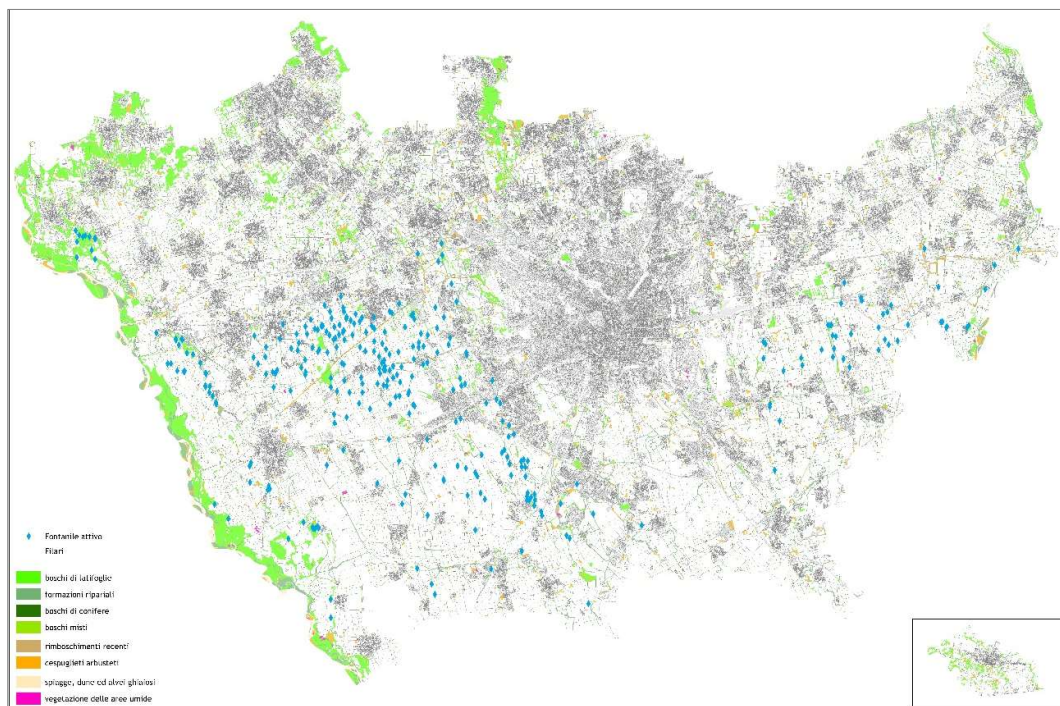 Fontanile attivo
Filari
boschi di latifoglie
formazioni ripariali
boschi di conifere
boschi misti
rimboschimenti recenti
cespuglieti arbusteti
spiagge, dune ed alvei ghiaiosi
vegetazione delle aree umide